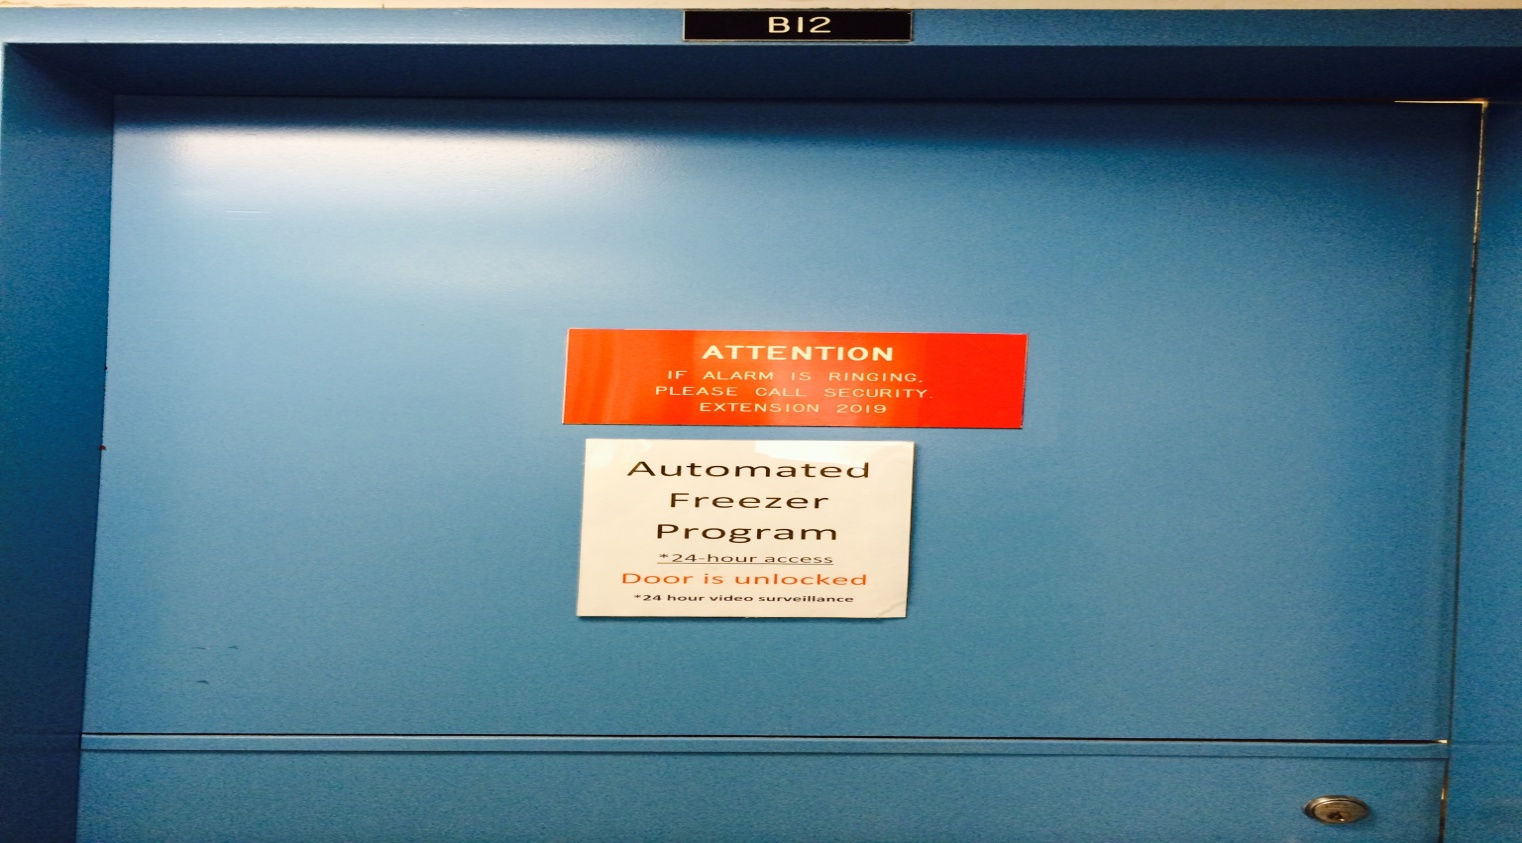 B12
ATTENTION
IF ALARM IS RINGING,
PLEASE CALL SECURITY.
EXTENSION 2019
Automated
Freezer
Program
*24-hour access
Door is unlocked
*24 hour video surveillance